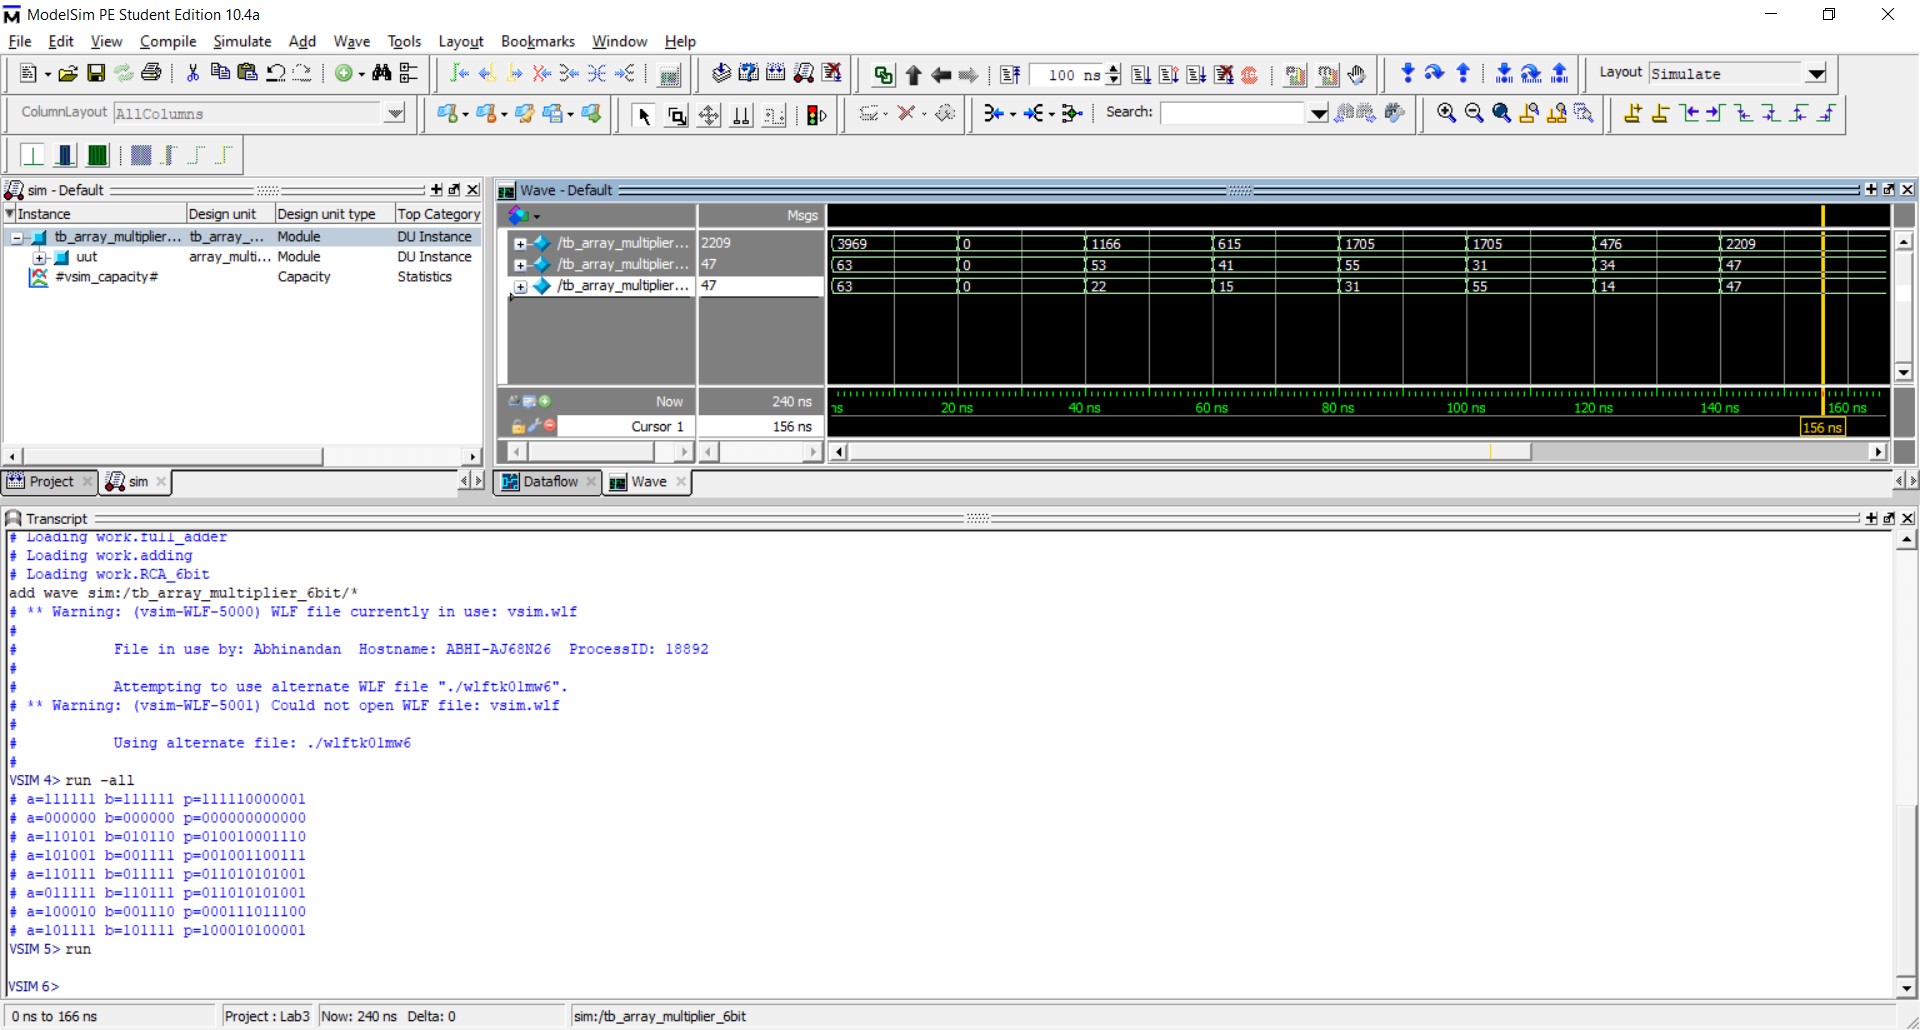 ModelSim PE Student Edition 10.4a
File Edit View Compile Simulate Add Wave Tools Layout Bookmarks Window Help
100 ns
Layout Simulate
ColumnLayout AllColumns
Search:
sim - Default
Instance Design unit Design unit type Top Category
tb_array_multiplier... tb_array_... Module DU Instance
uut array_multi... Module DU Instance
#vsim_capacity# Capacity Statistics
Project
sim
Wave - Default
Msgs
/tb_array_multiplier... 2209 3969 0 1166 615 1705 1705 476 2209
/tb_array_multiplier... 47 63 0 53 41 55 31 34 47
/tb_array_multiplier... 47 63 0 22 15 31 55 14 47
Now 240 ns ns 20 ns 40 ns 60 ns 80 ns 100 ns 120 ns 140 ns 160 ns
Cursor 1 156 ns 156 ns
Dataflow
Wave
Transcript
# Loading work.full_adder
# Loading work.adding
# Loading work.RCA_6bit
add wave sim:/tb_array_multiplier_6bit/*
# ** Warning: (vsim-WLF-5000) WLF file currently in use: vsim.wlf
#
# File in use by: Abhinandan Hostname: ABHI-AJ68N26 ProcessID: 18892
#
# Attempting to use alternate WLF file "./wlftk0lmw6".
# ** Warning: (vsim-WLF-5001) Could not open WLF file: vsim.wlf
#
# Using alternate file: ./wlftk0lmw6
#
VSIM 4> run -all
# a=111111 b=111111 p=111110000001
# a=000000 b=000000 p=000000000000
# a=110101 b=010110 p=010010001110
# a=101001 b=001111 p=001001100111
# a=110111 b=011111 p=011010101001
# a=011111 b=110111 p=011010101001
# a=100010 b=001110 p=000111011100
# a=101111 b=101111 p=100010100001
VSIM 5> run
VSIM 6>
0 ns to 166 ns Project : Lab3 Now: 240 ns Delta: 0 sim:/tb_array_multiplier_6bit